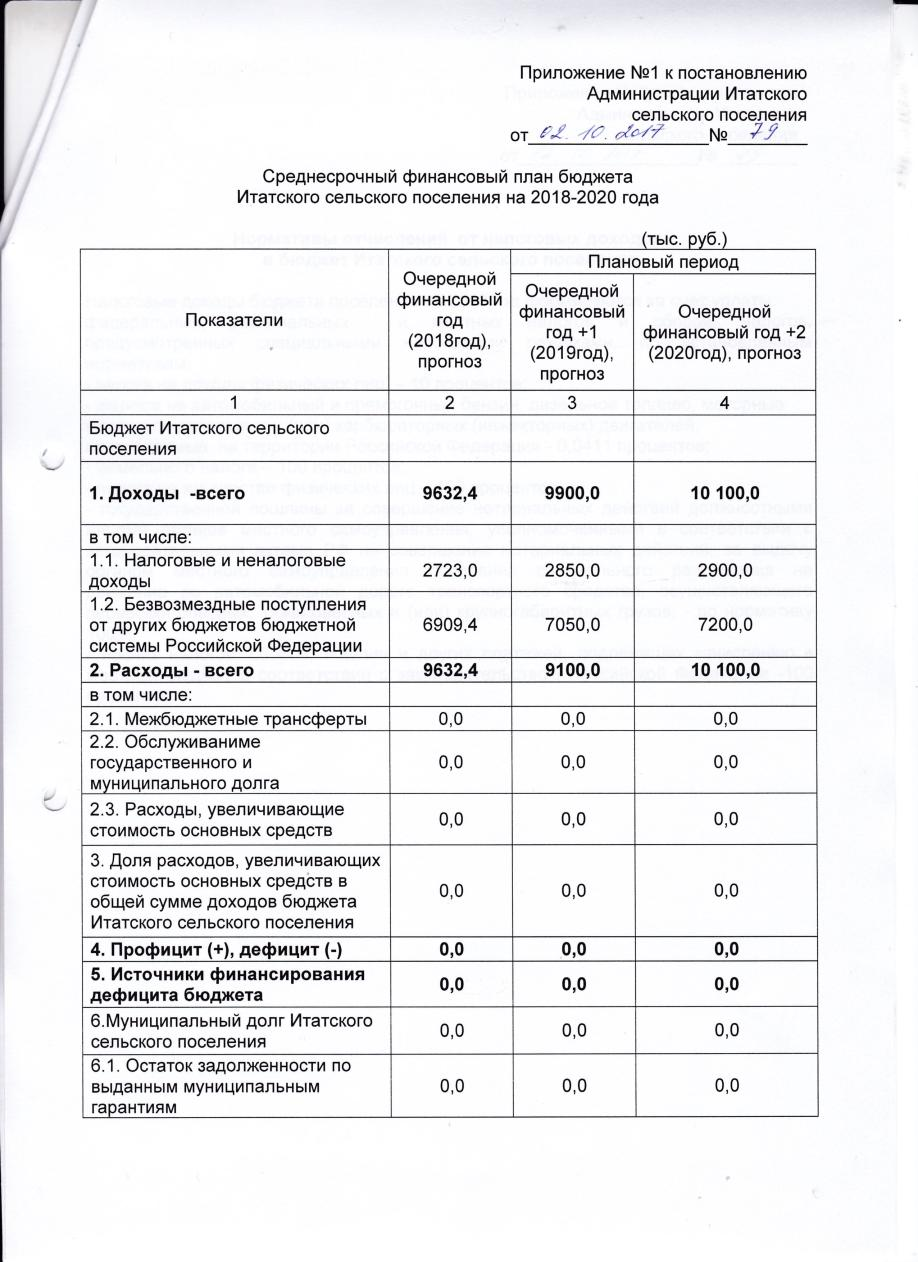 Приложение №1 к постановлению
Администрации Итатского
сельского поселения
от 02.10.2017 № 79
Среднесрочный финансовый план бюджета
Итатского сельского поселения на 2018-2020 года
(тыс. руб.)
Показатели
Очередной
финансовый
год
(2018год),
прогноз
Плановый период
Очередной
финансовый
год +1
(2019год),
прогноз
Очередной
финансовый год +2
(2020год), прогноз
1 2 3 4
Бюджет Итатского сельского
поселения
1. Доходы -всего 9632,4 9900,0 10 100,0
в том числе:
1.1. Налоговые и неналоговые
доходы 2723,0 2850,0 2900,0
1.2. Безвозмездные поступления
от других бюджетов бюджетной
системы Российской Федерации 6909,4 7050,0 7200,0
2. Расходы - всего 9632,4 9100,0 10 100,0
в том числе:
2.1. Межбюджетные трансферты 0,0 0,0 0,0
2.2. Обслуживаниме
государственного и
муниципального долга 0,0 0,0 0,0
2.3. Расходы, увеличивающие
стоимость основных средств 0,0 0,0 0,0
3. Доля расходов, увеличивающих
стоимость основных средств в
общей сумме доходов бюджета
Итатского сельского поселения 0,0 0,0 0,0
4. Профицит (+), дефицит (-) 0,0 0,0 0,0
5. Источники финансирования
дефицита бюджета 0,0 0,0 0,0
6.Муниципальный долг Итатского
сельского поселения 0,0 0,0 0,0
6.1. Остаток задолженности по
выданным муниципальным
гарантиям 0,0 0,0 0,0